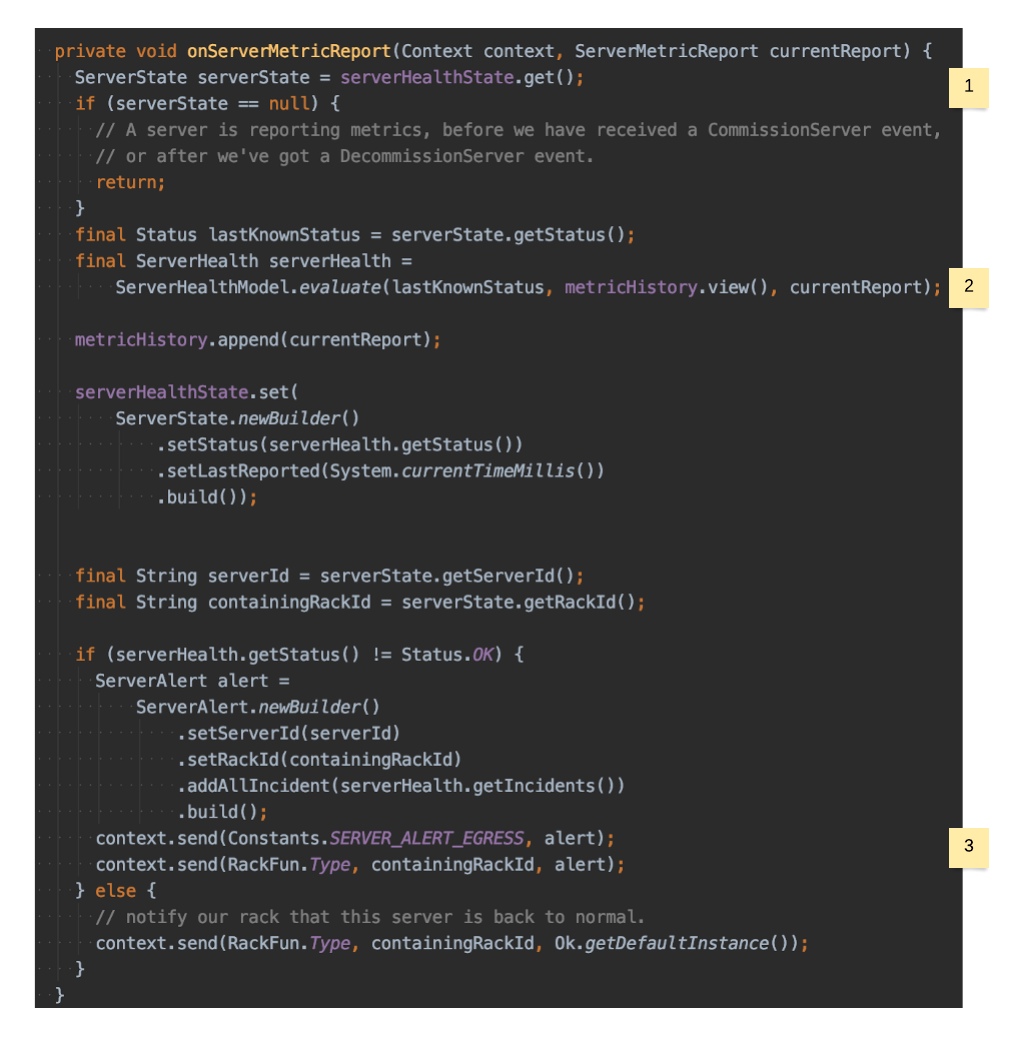 private void onServerMetricReport(Context context, ServerMetricReport currentReport) {
ServerState serverState = serverHealthState.get();
1
if (serverState == null) {
// A server is reporting metrics, before we have received a CommissionServer event,
// or after we've got a DecommissionServer event.
return;
}
final Status lastKnownStatus = serverState.getStatus();
final ServerHealth serverHealth =
ServerHealthModel.evaluate(lastKnownStatus, metricHistory.view(), currentReport);
2
metricHistory.append(currentReport);
serverHealthState.set(
ServerState.newBuilder()
.setStatus(serverHealth.getStatus())
.setLastReported(System.currentTimeMillis())
.build());
final String serverId = serverState.getServerId();
final String containingRackId = serverState.getRackId();
if (serverHealth.getStatus() != Status.OK) {
ServerAlert alert =
ServerAlert.newBuilder()
.setServerId(serverId)
.setRackId(containingRackId)
.addAllIncident(serverHealth.getIncidents())
.build();
context.send(Constants.SERVER_ALERT_EGRESS, alert);
3
context.send(RackFun.Type, containingRackId, alert);
} else {
// notify our rack that this server is back to normal.
context.send(RackFun.Type, containingRackId, Ok.getDefaultInstance());
}
}